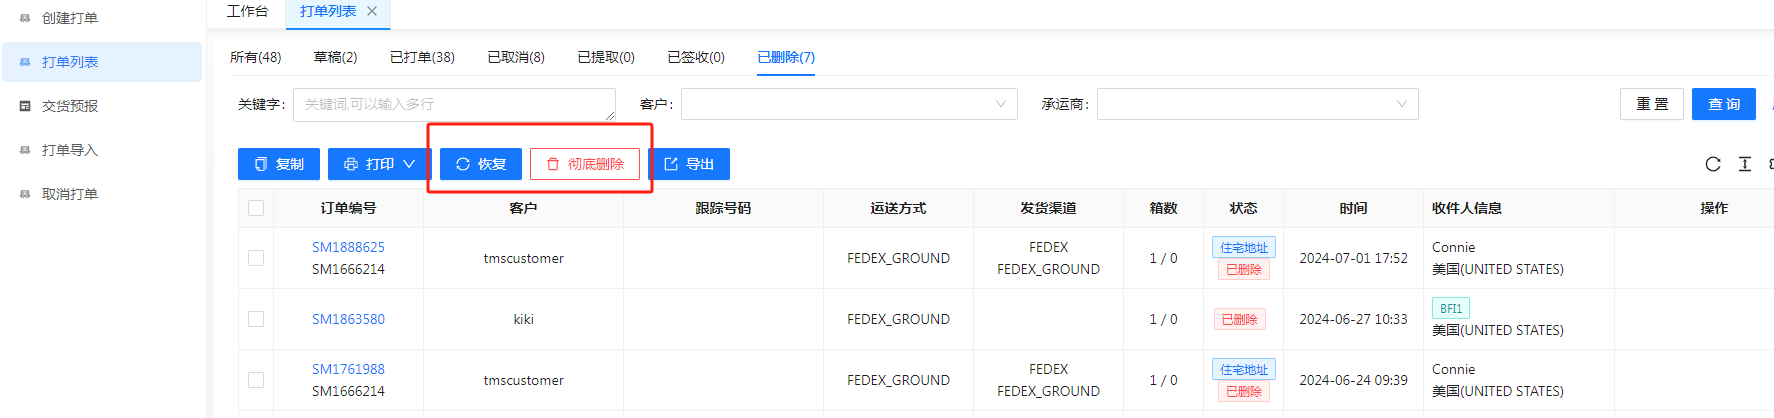 创建打单
打单列表
交货预报
打单导入
取消打单
工作台 打单列表
所有(48) 草稿(2) 已打单(38) 已取消(8) 已提取(0) 已签收(0) 已删除(7)
关键字: 关键词,可以输入多行 客户: 承运商: 重 置 查 询
复制 打印 恢复 彻底删除 导出
订单编号 客户 跟踪号码 运送方式 发货渠道 箱数 状态 时间 收件人信息 操作
SM1888625
SM1666214
tmscustomer
FEDEX_GROUND
FEDEX
FEDEX_GROUND
1 / 0
住宅地址
已删除
2024-07-01 17:52
Connie
美国(UNITED STATES)
SM1863580
kiki
FEDEX_GROUND
1 / 0
已删除
2024-06-27 10:33
BFI1
美国(UNITED STATES)
SM1761988
SM1666214
tmscustomer
FEDEX_GROUND
FEDEX
FEDEX_GROUND
1 / 0
住宅地址
已删除
2024-06-24 09:39
Connie
美国(UNITED STATES)